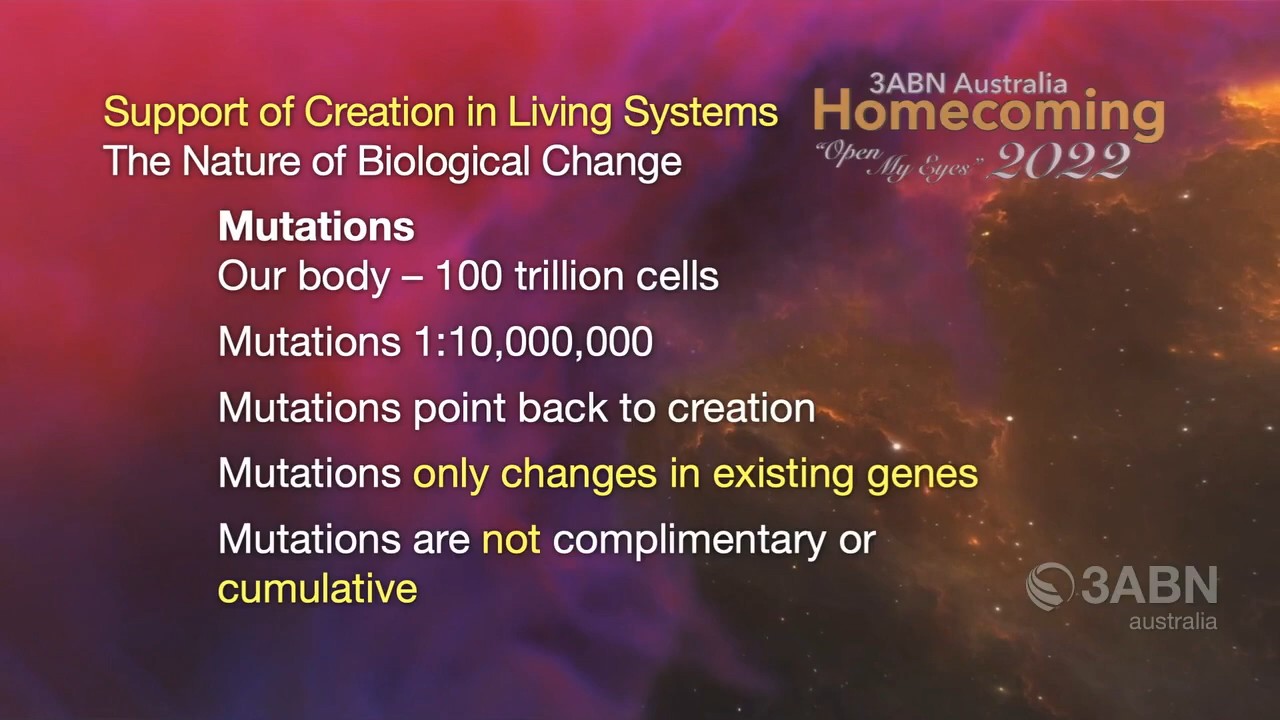 Support of Creation in Living Systems
The Nature of Biological Change
3ABN Australia
Homecoming
"Open My Eyes" 2022
Mutations
Our body – 100 trillion cells
Mutations 1:10,000,000
Mutations point back to creation
Mutations only changes in existing genes
Mutations are not complimentary or
cumulative
3ABN
australia